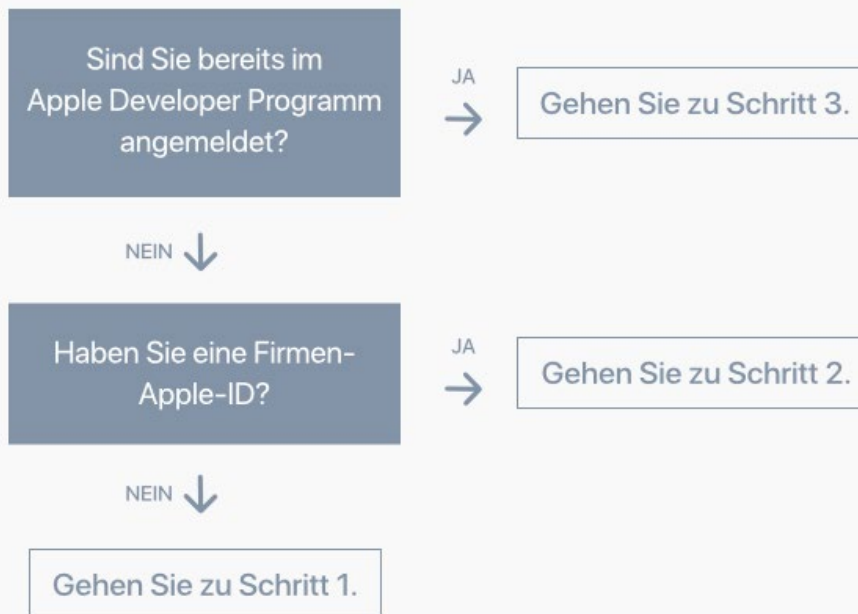 Sind Sie bereits im
Apple Developer Programm
angemeldet?
JA
Gehen Sie zu Schritt 3.
NEIN
Haben Sie eine Firmen-
Apple-ID?
JA
Gehen Sie zu Schritt 2.
NEIN
Gehen Sie zu Schritt 1.